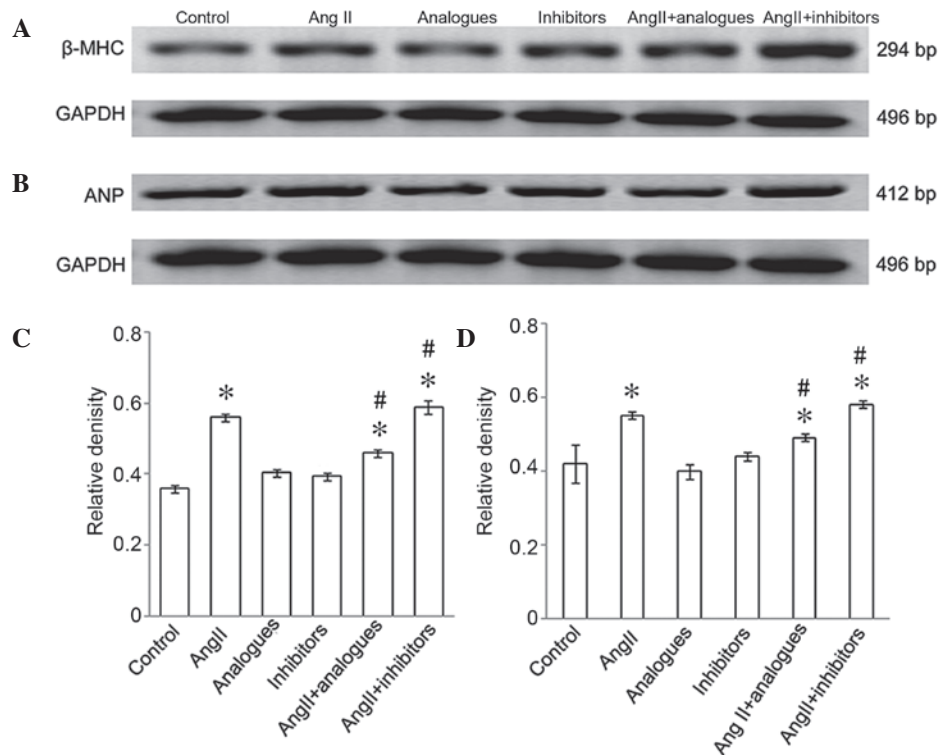 A
Control Ang II Analogues Inhibitors AngII+analogues AngII+inhibitors
β-MHC 294 bp
GAPDH 496 bp
B
ANP 412 bp
GAPDH 496 bp
C
Relative denisity
0.8
0.6
0.4
0.2
0
* # * # *
Control AngII Analogues Inhibitors AngII+analogues AngII+inhibitors
D
Relative denisity
0.8
0.6
0.4
0.2
0
* # * # *
Control AngII Analogues Inhibitors Ang II+analogues AngII+inhibitors